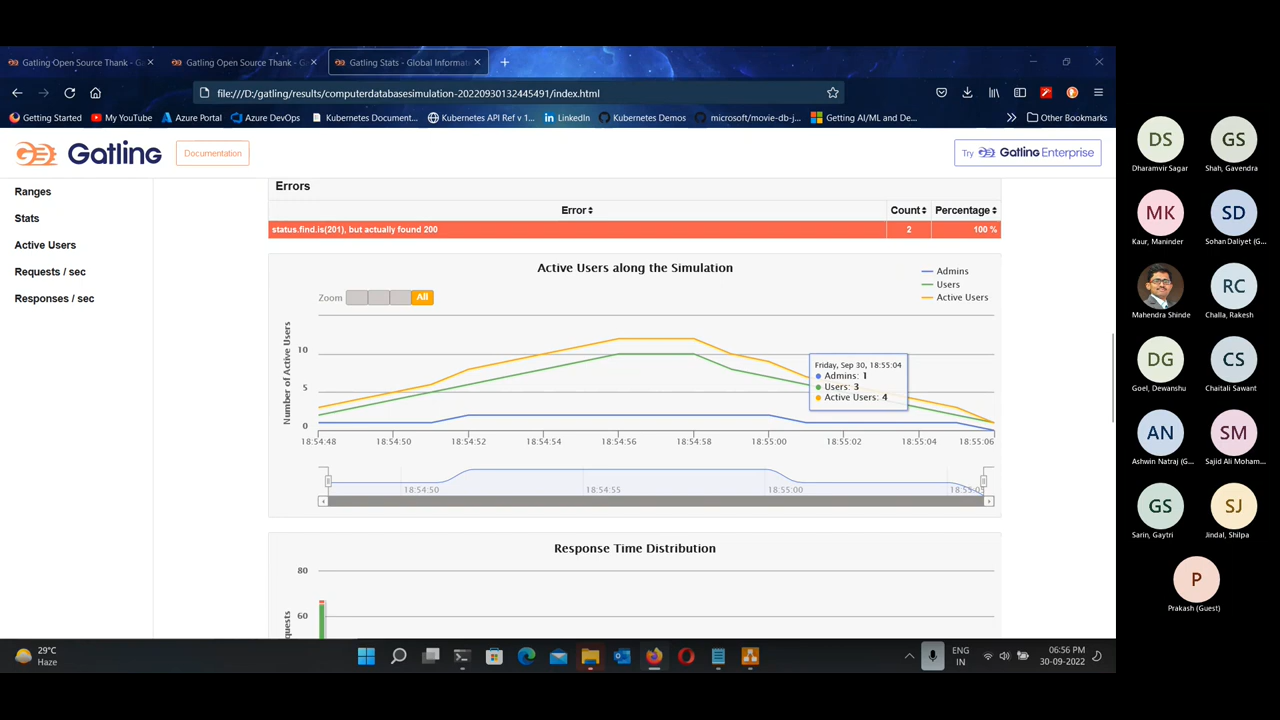 Gatling Open Source Thank -
Gatling Open Source Thank - G
Gatling Stats - Global Informat
file:///D:/gatling/results/computerdatabasesimulation-20220930132445491/index.html
Getting Started
My YouTube
Azure Portal
Azure DevOps
Kubernetes Document...
Kubernetes API Ref v 1...
LinkedIn
Kubernetes Demos
microsoft/movie-db-j...
Getting AI/ML and De...
Other Bookmarks
Gatling
Documentation
Try Gatling Enterprise
Ranges
Stats
Active Users
Requests / sec
Responses / sec
Errors
Error Count Percentage
status.find.is(201), but actually found 200 2 100 %
Active Users along the Simulation
Admins
Users
Active Users
Zoom All
Number of Active Users
10
5
0
Friday, Sep 30, 18:55:04
Admins: 1
Users: 3
Active Users: 4
18:54:48 18:54:50 18:54:52 18:54:54 18:54:56 18:54:58 18:55:00 18:55:02 18:55:04 18:55:06
18:54:50 18:54:55 18:55:00
Response Time Distribution
80
60
29°C
Haze
ENG
IN
06:56 PM
30-09-2022
DS
GS
Dharamvir Sagar
Shah, Gavendra
MK
SD
Kaur, Maninder
Sohan Daliyet (G...
RC
Mahendra Shinde
Challa, Rakesh
DG
CS
Goel, Dewanshu
Chaitali Sawant
AN
SM
Ashwin Natraj (G...
Sajid Ali Moham...
GS
SJ
Sarin, Gaytri
Jindal, Shilpa
P
Prakash (Guest)